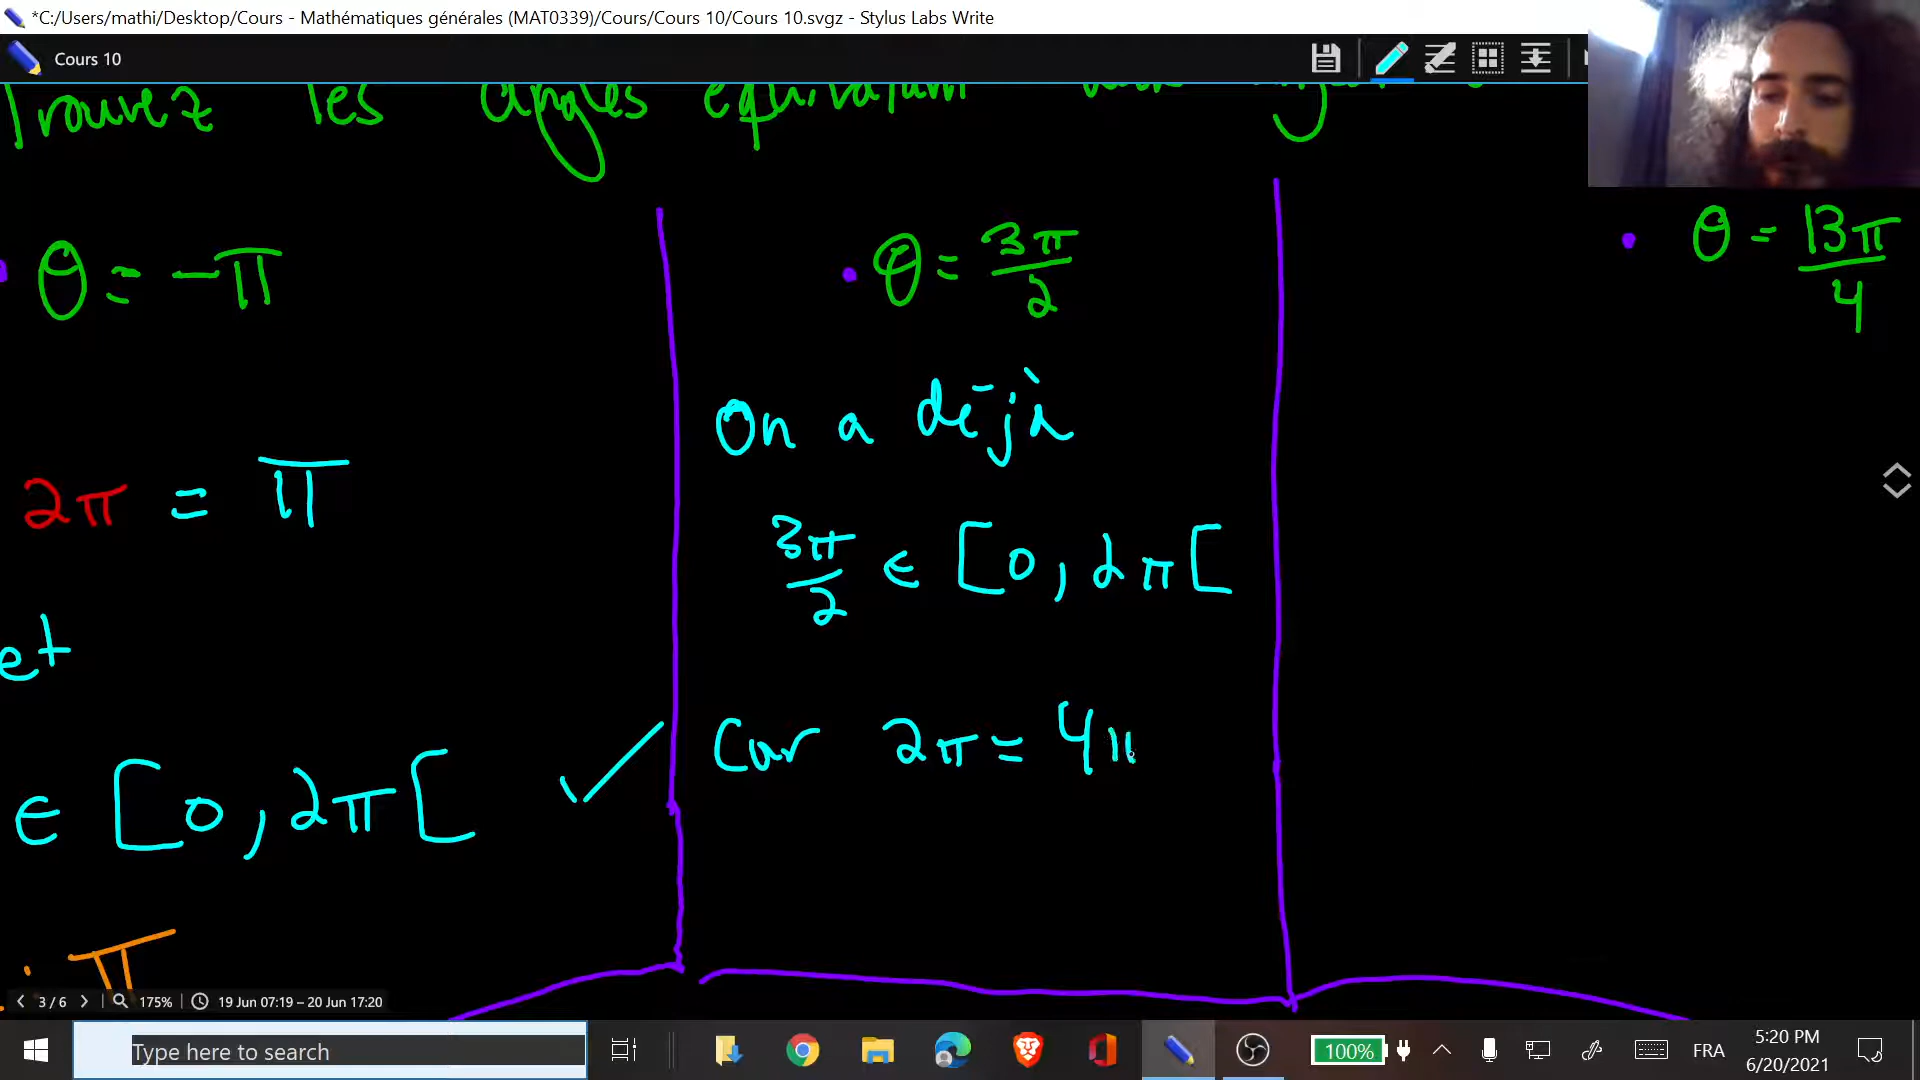 *C:/Users/mathi/Desktop/Cours - Mathématiques générales (MAT0339)/Cours/Cours 10/Cours 10.svgz - Stylus Labs Write
Cours 10
Trouvez les angles
θ = -π
• θ = 3π/2
• θ = 13π/4
On a déjà
2π = π
3π/2 ∈ [0, 2π[
et
Car 2π = 4π
∈ [0, 2π[ ✓
: π
3 / 6
175%
19 Jun 07:19 – 20 Jun 17:20
Type here to search
100%
FRA
5:20 PM
6/20/2021